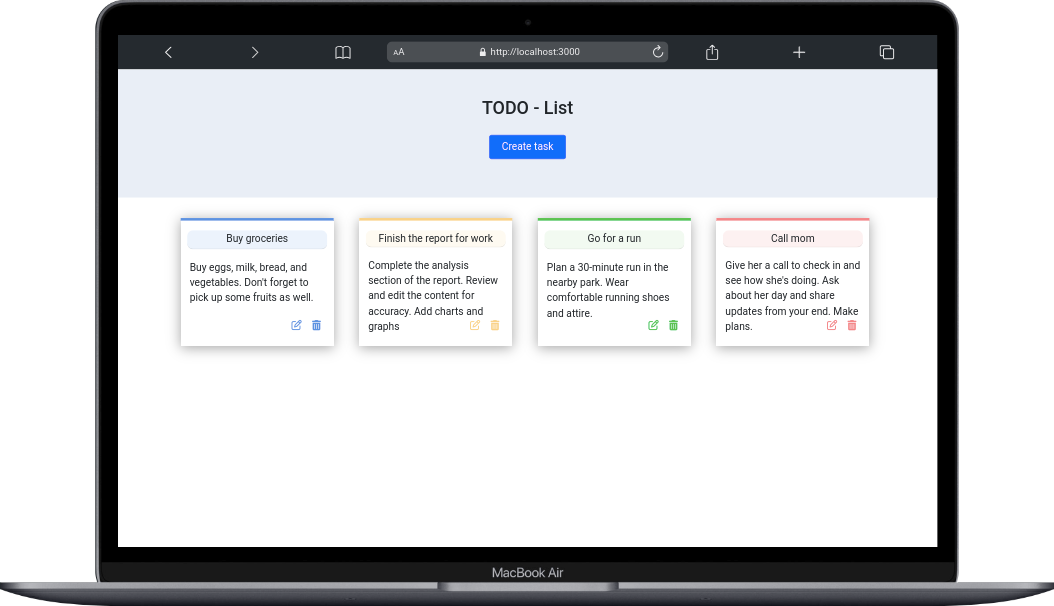 AA http://localhost:3000
TODO - List
Create task
Buy groceries
Buy eggs, milk, bread, and
vegetables. Don't forget to
pick up some fruits as well.
Finish the report for work
Complete the analysis
section of the report. Review
and edit the content for
accuracy. Add charts and
graphs
Go for a run
Plan a 30-minute run in the
nearby park. Wear
comfortable running shoes
and attire.
Call mom
Give her a call to check in and
see how she's doing. Ask
about her day and share
updates from your end. Make
plans.
MacBook Air